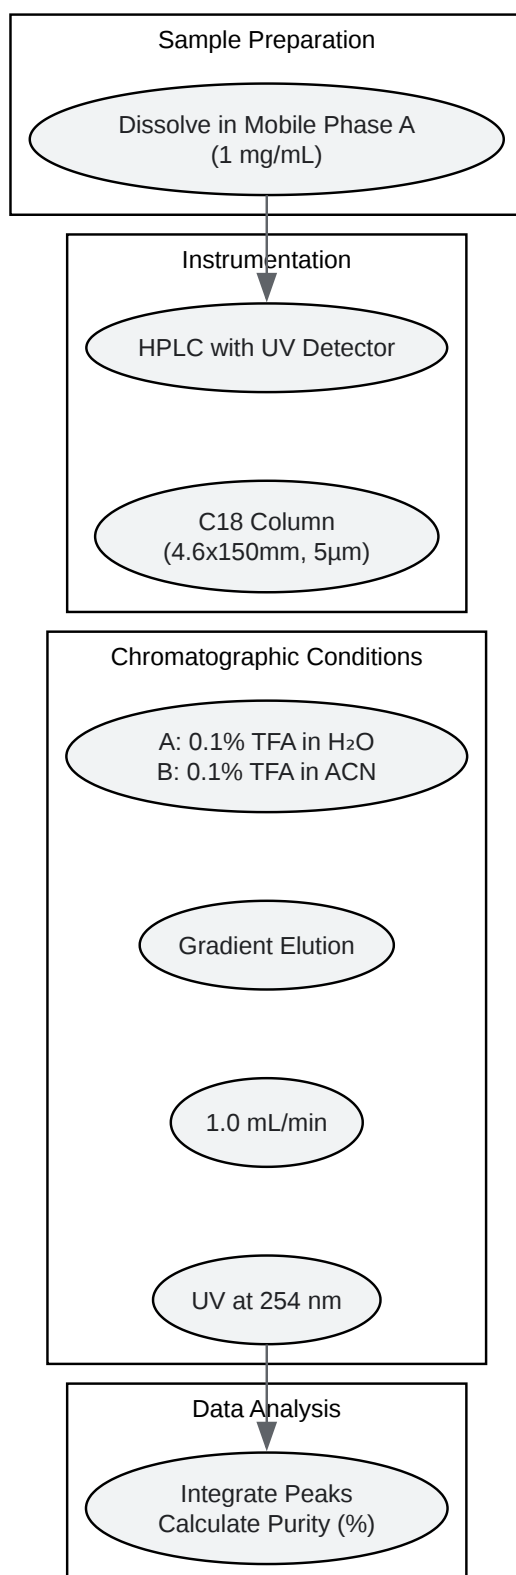 Sample Preparation
Dissolve in Mobile Phase A
(1 mg/mL)
Instrumentation
HPLC with UV Detector
C18 Column
(4.6x150mm, 5µm)
Chromatographic Conditions
A: 0.1% TFA in H₂O
B: 0.1% TFA in ACN
Gradient Elution
1.0 mL/min
UV at 254 nm
Data Analysis
Integrate Peaks
Calculate Purity (%)